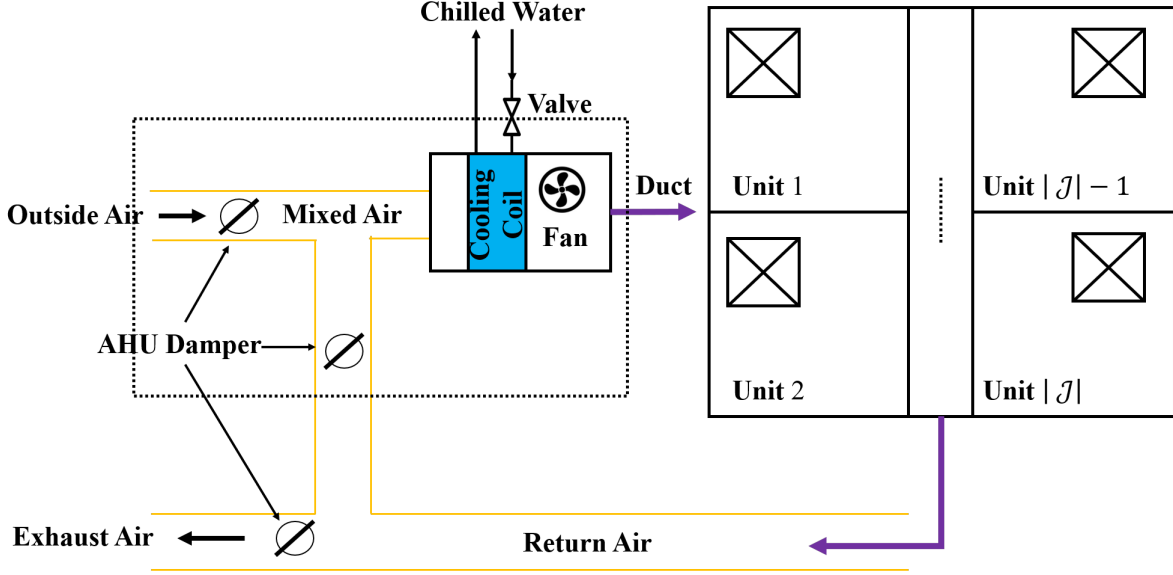 Chilled Water
Valve
Cooling
Coil
Fan
Duct
Outside Air
Mixed Air
AHU Damper
Exhaust Air
Return Air
Unit 1
Unit |𝒥| − 1
Unit 2
Unit |𝒥|